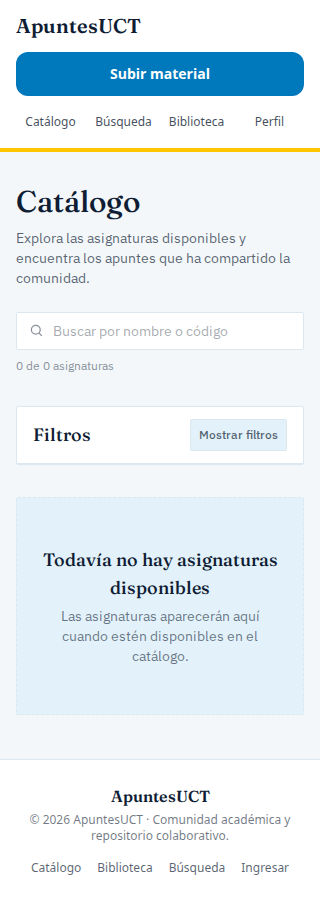 ApuntesUCT
Subir material
Catálogo Búsqueda Biblioteca Perfil
Catálogo
Explora las asignaturas disponibles y
encuentra los apuntes que ha compartido la
comunidad.
Buscar por nombre o código
0 de 0 asignaturas
Filtros Mostrar filtros
Todavía no hay asignaturas
disponibles
Las asignaturas aparecerán aquí
cuando estén disponibles en el
catálogo.
ApuntesUCT
© 2026 ApuntesUCT · Comunidad académica y
repositorio colaborativo.
Catálogo Biblioteca Búsqueda Ingresar